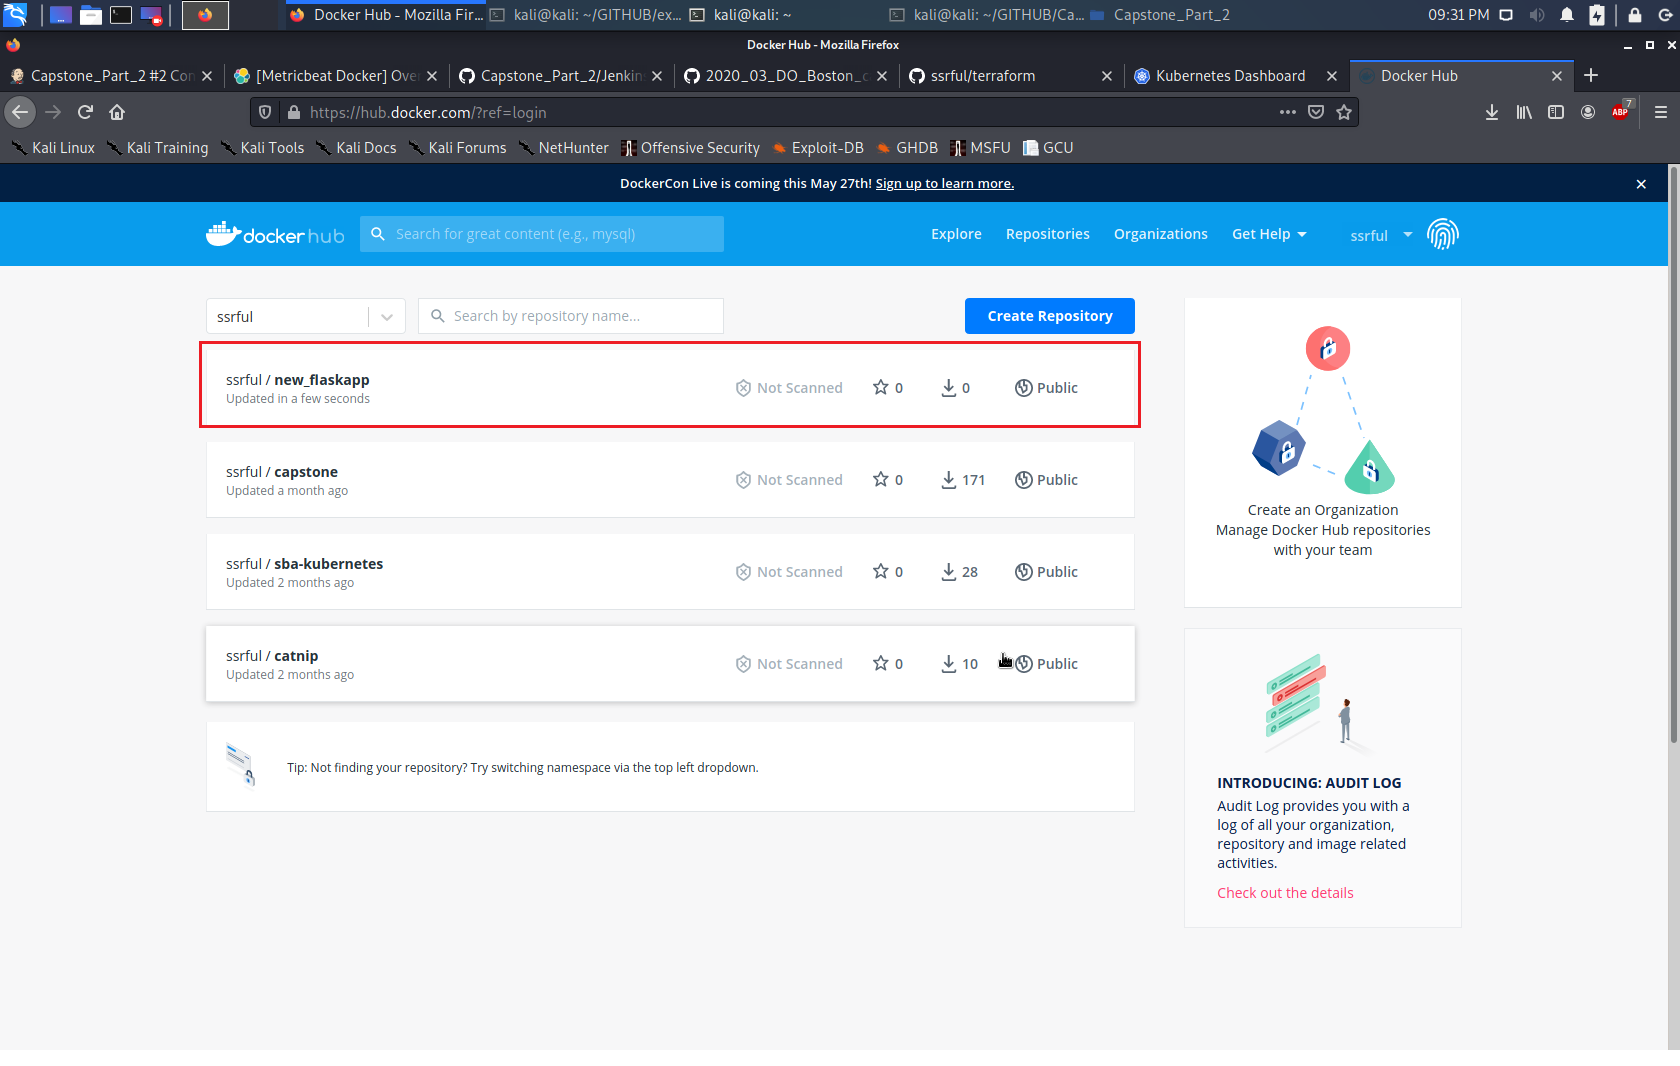 Docker Hub - Mozilla Fir...
kali@kali: ~/GITHUB/ex...
kali@kali: ~
kali@kali: ~/GITHUB/Ca...
Capstone_Part_2
09:31 PM
Docker Hub - Mozilla Firefox
Capstone_Part_2 #2 Con
[Metricbeat Docker] Ove
Capstone_Part_2/Jenkin
2020_03_DO_Boston_c
ssrful/terraform
Kubernetes Dashboard
Docker Hub
https://hub.docker.com/?ref=login
ABP
7
Kali Linux
Kali Training
Kali Tools
Kali Docs
Kali Forums
NetHunter
Offensive Security
Exploit-DB
GHDB
MSFU
GCU
DockerCon Live is coming this May 27th! Sign up to learn more.
docker hub
Search for great content (e.g., mysql)
Explore
Repositories
Organizations
Get Help
ssrful
ssrful
Search by repository name...
Create Repository
ssrful / new_flaskapp
Updated in a few seconds
Not Scanned
0
0
Public
ssrful / capstone
Updated a month ago
Not Scanned
0
171
Public
ssrful / sba-kubernetes
Updated 2 months ago
Not Scanned
0
28
Public
ssrful / catnip
Updated 2 months ago
Not Scanned
0
10
Public
Tip: Not finding your repository? Try switching namespace via the top left dropdown.
Create an Organization
Manage Docker Hub repositories
with your team
INTRODUCING: AUDIT LOG
Audit Log provides you with a
log of all your organization,
repository and image related
activities.
Check out the details